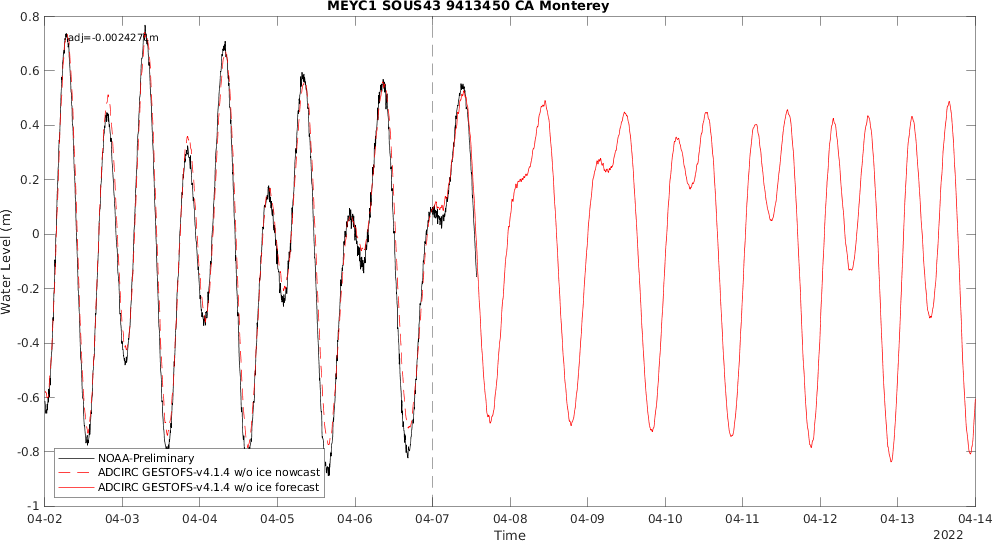 MEYC1 SOUS43 9413450 CA Monterey
adj=-0.002427 m
0.8
0.6
0.4
0.2
0
-0.2
-0.4
-0.6
-0.8
-1
Water Level (m)
NOAA-Preliminary
ADCIRC GESTOFS-v4.1.4 w/o ice nowcast
ADCIRC GESTOFS-v4.1.4 w/o ice forecast
04-02 04-03 04-04 04-05 04-06 04-07 04-08 04-09 04-10 04-11 04-12 04-13 04-14
Time
2022